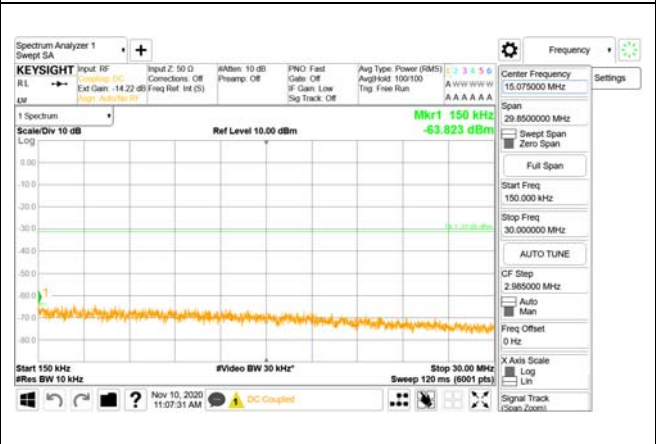 Spectrum Analyzer 1
Swept SA
Frequency
KEYSIGHT
Input: RF
Input Z: 50 Ω
#Atten: 10 dB
PNO: Fast
Avg Type: Power (RMS)
1 2 3 4 5 6
RL
Coupling: DC
Corrections: Off
Preamp: Off
Gate: Off
Avg|Hold: 100/100
A W W W W W
Ext Gain: -14.22 dB
Freq Ref: Int (S)
IF Gain: Low
Trig: Free Run
Align: Auto/No RF
Sig Track: Off
A A A A A A
LXI
1 Spectrum
Mkr1 150 kHz
Scale/Div 10 dB
Ref Level 10.00 dBm
-63.823 dBm
Log
0.00
-10.0
-20.0
-30.0
-40.0
-50.0
-60.0
-70.0
-80.0
1
Start 150 kHz
#Video BW 30 kHz*
Stop 30.00 MHz
#Res BW 10 kHz
Sweep 120 ms (6001 pts)
Nov 10, 2020
11:07:31 AM
1
DC Coupled
Center Frequency
15.075000 MHz
Settings
Span
29.8500000 MHz
Swept Span
Zero Span
Full Span
Start Freq
150.000 kHz
Stop Freq
30.000000 MHz
AUTO TUNE
CF Step
2.985000 MHz
Auto
Man
Freq Offset
0 Hz
X Axis Scale
Log
Lin
Signal Track
(Span Zoom)